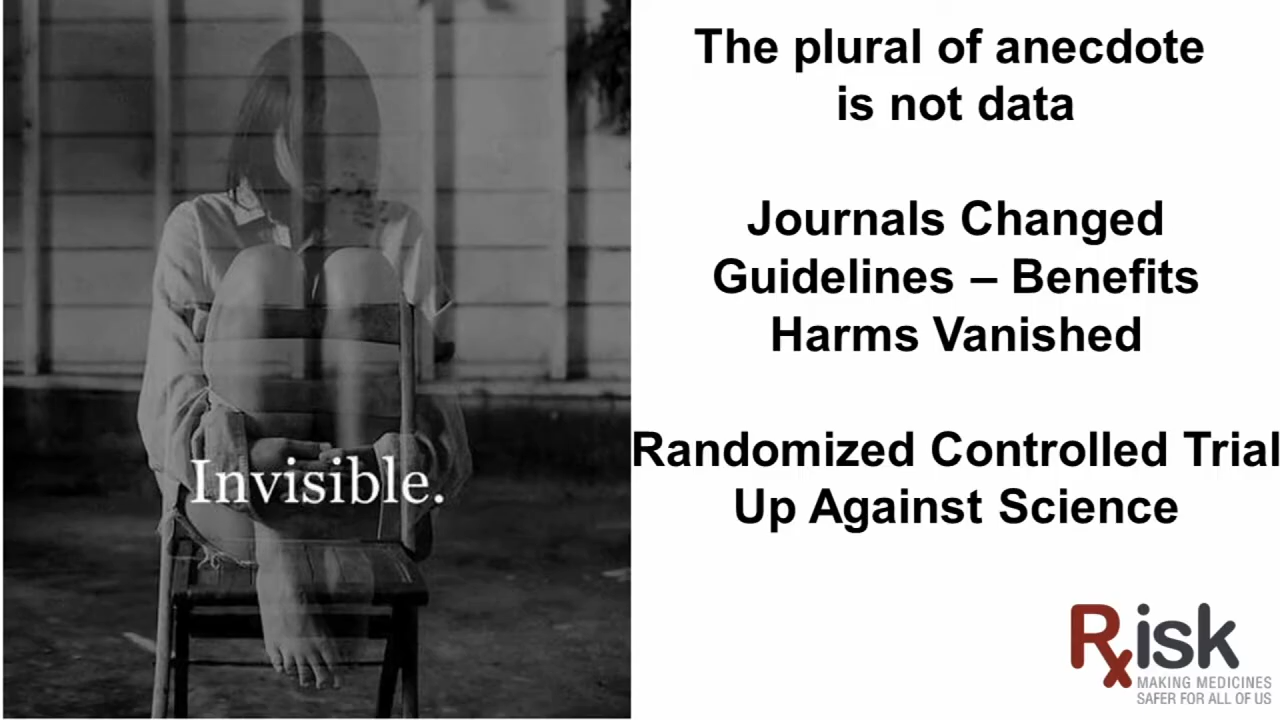 Invisible.
The plural of anecdote
is not data
Journals Changed
Guidelines – Benefits
Harms Vanished
Randomized Controlled Trial
Up Against Science
Rxisk
MAKING MEDICINES
SAFER FOR ALL OF US